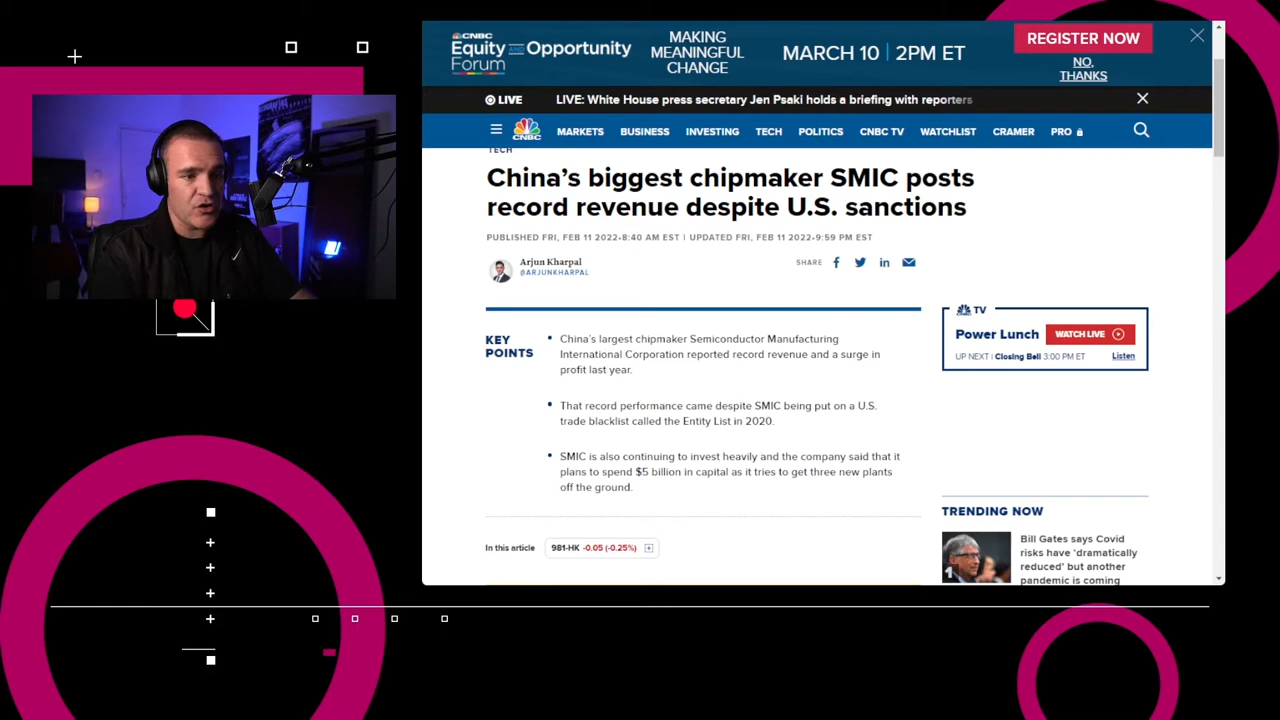 CNBC
Equity AND Opportunity
Forum
MAKING
MEANINGFUL
CHANGE
MARCH 10 | 2PM ET
REGISTER NOW
NO,
THANKS
LIVE
LIVE: White House press secretary Jen Psaki holds a briefing with reporters
CNBC
MARKETS
BUSINESS
INVESTING
TECH
POLITICS
CNBC TV
WATCHLIST
CRAMER
PRO
TECH
China’s biggest chipmaker SMIC posts
record revenue despite U.S. sanctions
PUBLISHED FRI, FEB 11 2022•8:40 AM EST | UPDATED FRI, FEB 11 2022•9:59 PM EST
Arjun Kharpal
@ARJUNKHARPAL
SHARE
KEY
POINTS
• China’s largest chipmaker Semiconductor Manufacturing
International Corporation reported record revenue and a surge in
profit last year.
• That record performance came despite SMIC being put on a U.S.
trade blacklist called the Entity List in 2020.
• SMIC is also continuing to invest heavily and the company said that it
plans to spend $5 billion in capital as it tries to get three new plants
off the ground.
In this article
981-HK -0.05 (-0.25%)
TV
Power Lunch
WATCH LIVE
UP NEXT | Closing Bell 3:00 PM ET
Listen
TRENDING NOW
1
Bill Gates says Covid
risks have ‘dramatically
reduced’ but another
pandemic is coming